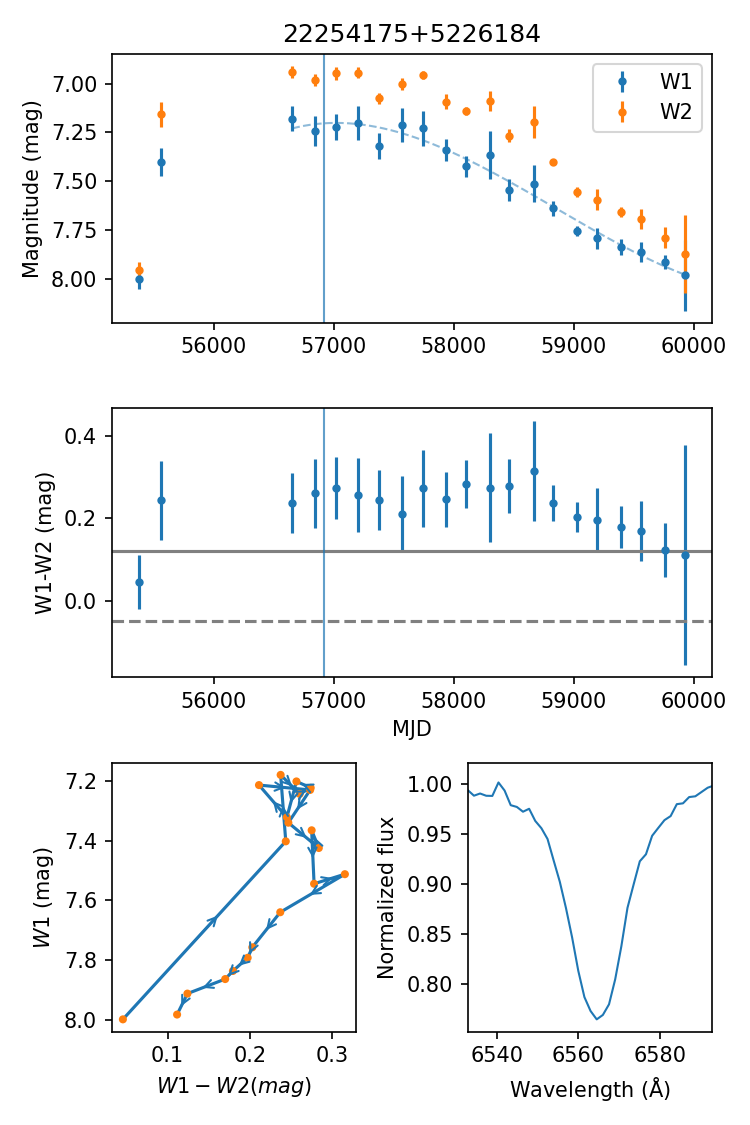 22254175+5226184
Magnitude (mag)
7.00
7.25
7.50
7.75
8.00
W1
W2
56000 57000 58000 59000 60000
W1-W2 (mag)
0.4
0.2
0.0
56000 57000 58000 59000 60000
MJD
W1 (mag)
7.2
7.4
7.6
7.8
8.0
0.1 0.2 0.3
W1 − W2(mag)
Normalized flux
1.00
0.95
0.90
0.85
0.80
6540 6560 6580
Wavelength (Å)